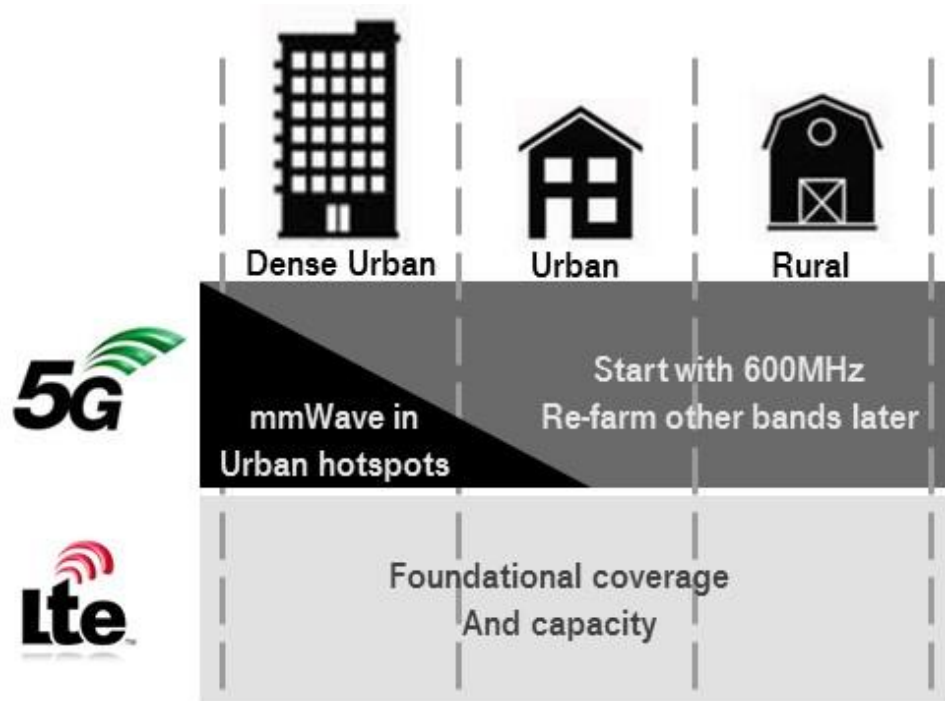 Dense Urban
Urban
Rural
5G
Start with 600MHz
Re-farm other bands later
mmWave in
Urban hotspots
Lte
Foundational coverage
And capacity